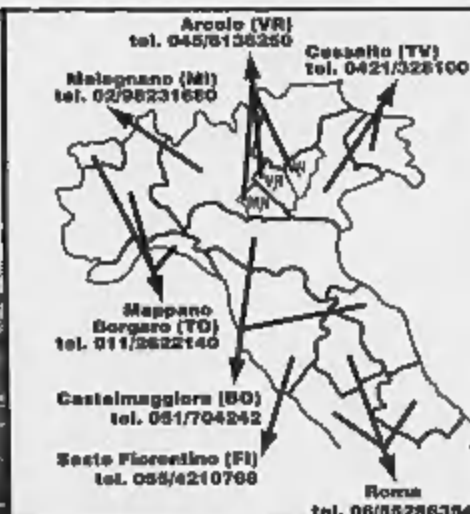 Arcole (VR)
tel. 045/6136250
Cessalto (TV)
tel. 0421/328100
Melegnano (MI)
tel. 02/98231680
VR
MN
Mappano
Borgaro (TO)
tel. 011/2622140
Castelmaggiore (BO)
tel. 051/704242
Sesto Fiorentino (FI)
tel. 055/4210768
Roma